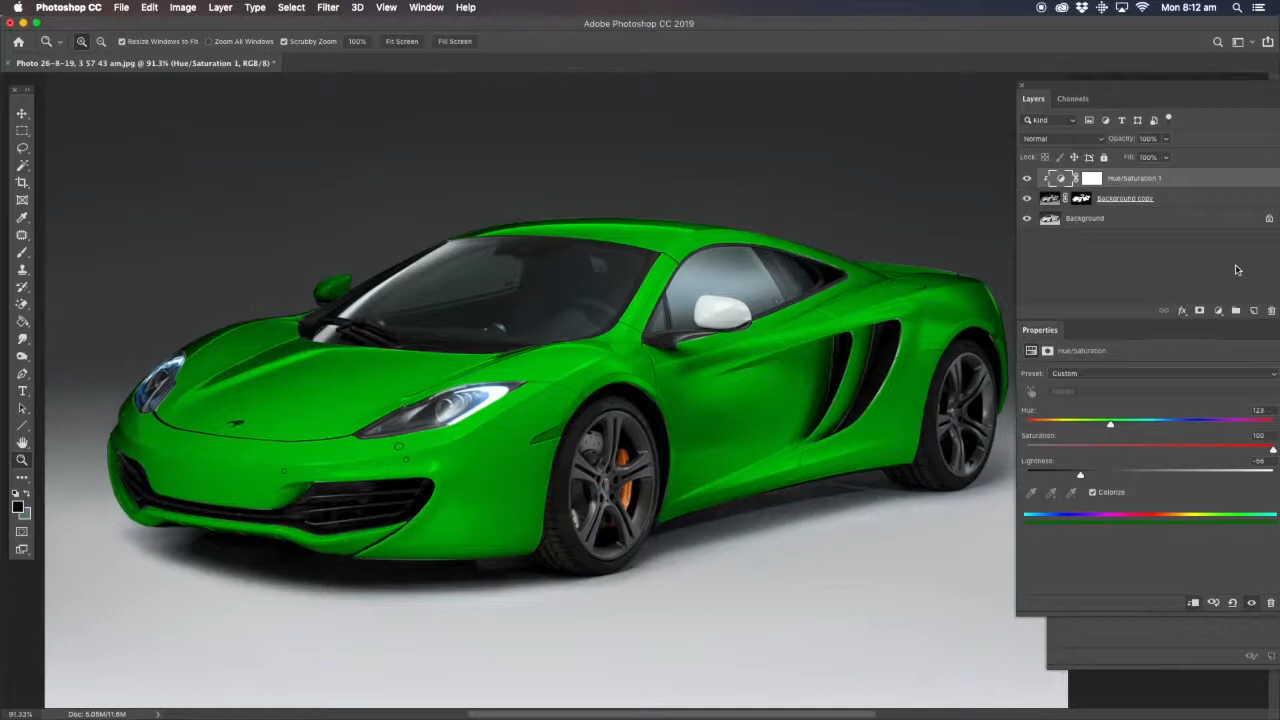 Photoshop CC File Edit Image Layer Type Select Filter 3D View Window Help Mon 8:12 am
Adobe Photoshop CC 2019
Resize Windows to Fit Zoom All Windows Scrubby Zoom 100% Fit Screen Fill Screen
Photo 26-8-19, 3 57 43 am.jpg @ 91.3% (Hue/Saturation 1, RGB/8) *
Layers Channels
Kind
Normal Opacity: 100%
Lock: Fill: 100%
Hue/Saturation 1
Background copy
Background
Properties
Hue/Saturation
Preset: Custom
Hue: 123
Saturation: 100
Lightness: -56
Colorize
91.33% Doc: 5.05M/11.6M